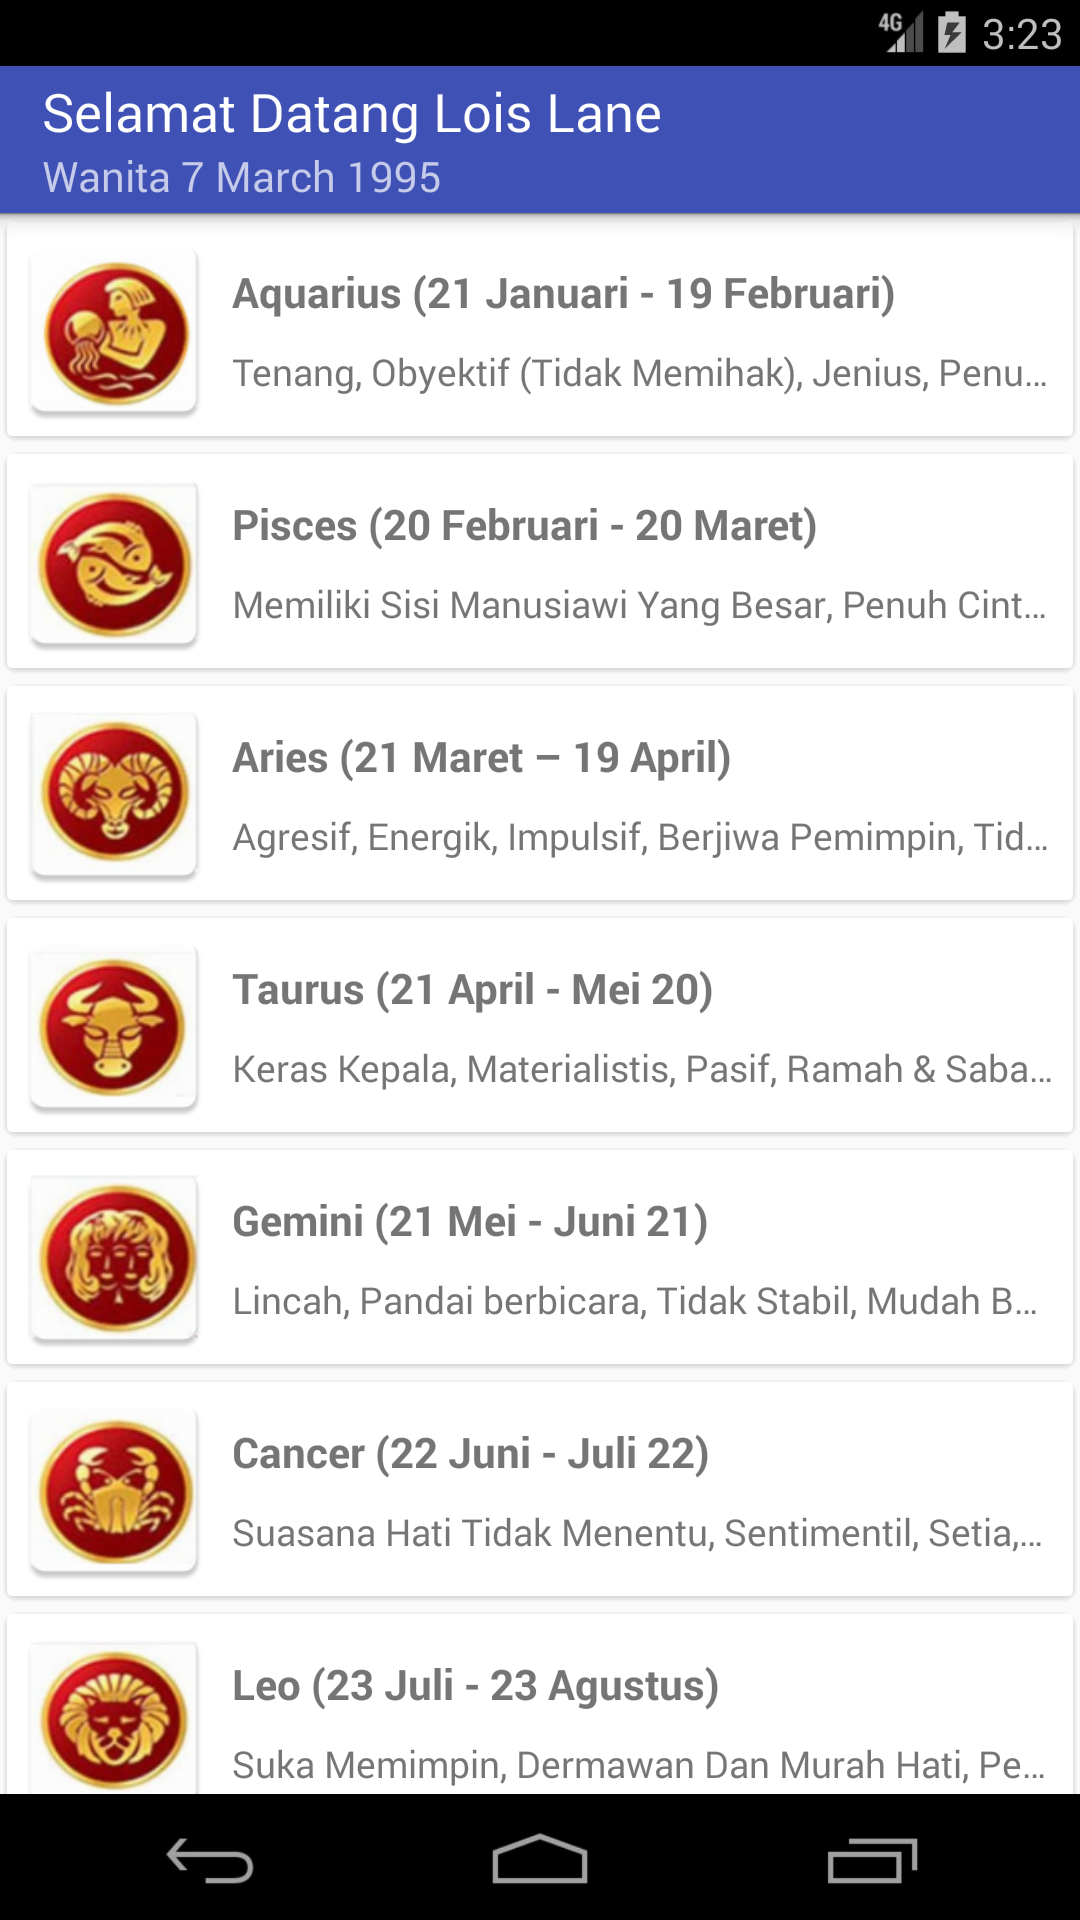 4G 3:23
Selamat Datang Lois Lane
Wanita 7 March 1995
Aquarius (21 Januari - 19 Februari)
Tenang, Obyektif (Tidak Memihak), Jenius, Penu...
Pisces (20 Februari - 20 Maret)
Memiliki Sisi Manusiawi Yang Besar, Penuh Cint...
Aries (21 Maret – 19 April)
Agresif, Energik, Impulsif, Berjiwa Pemimpin, Tid...
Taurus (21 April - Mei 20)
Keras Kepala, Materialistis, Pasif, Ramah & Saba...
Gemini (21 Mei - Juni 21)
Lincah, Pandai berbicara, Tidak Stabil, Mudah B...
Cancer (22 Juni - Juli 22)
Suasana Hati Tidak Menentu, Sentimentil, Setia,...
Leo (23 Juli - 23 Agustus)
Suka Memimpin, Dermawan Dan Murah Hati, Pe...